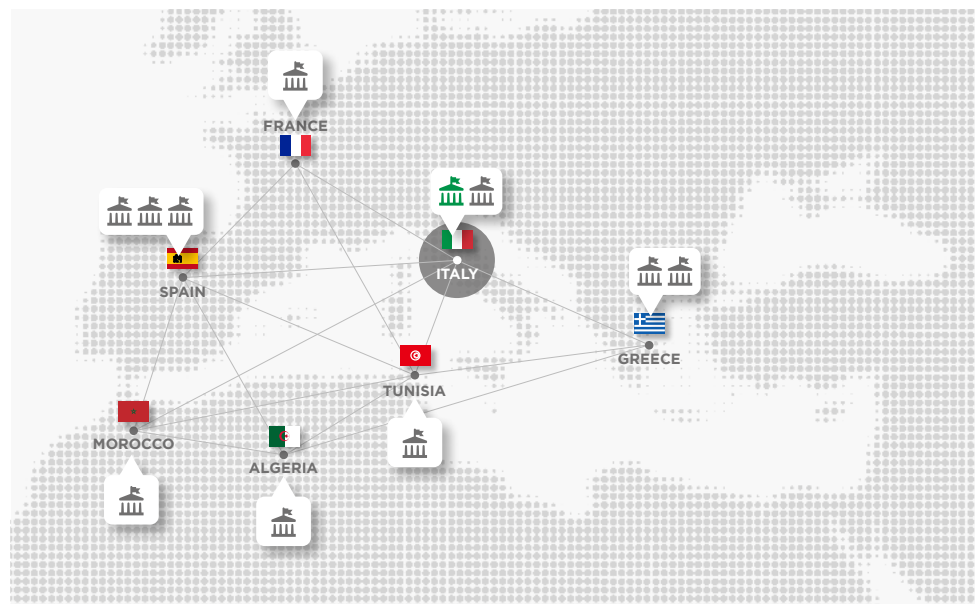 FRANCE
ITALY
SPAIN
GREECE
TUNISIA
MOROCCO
ALGERIA